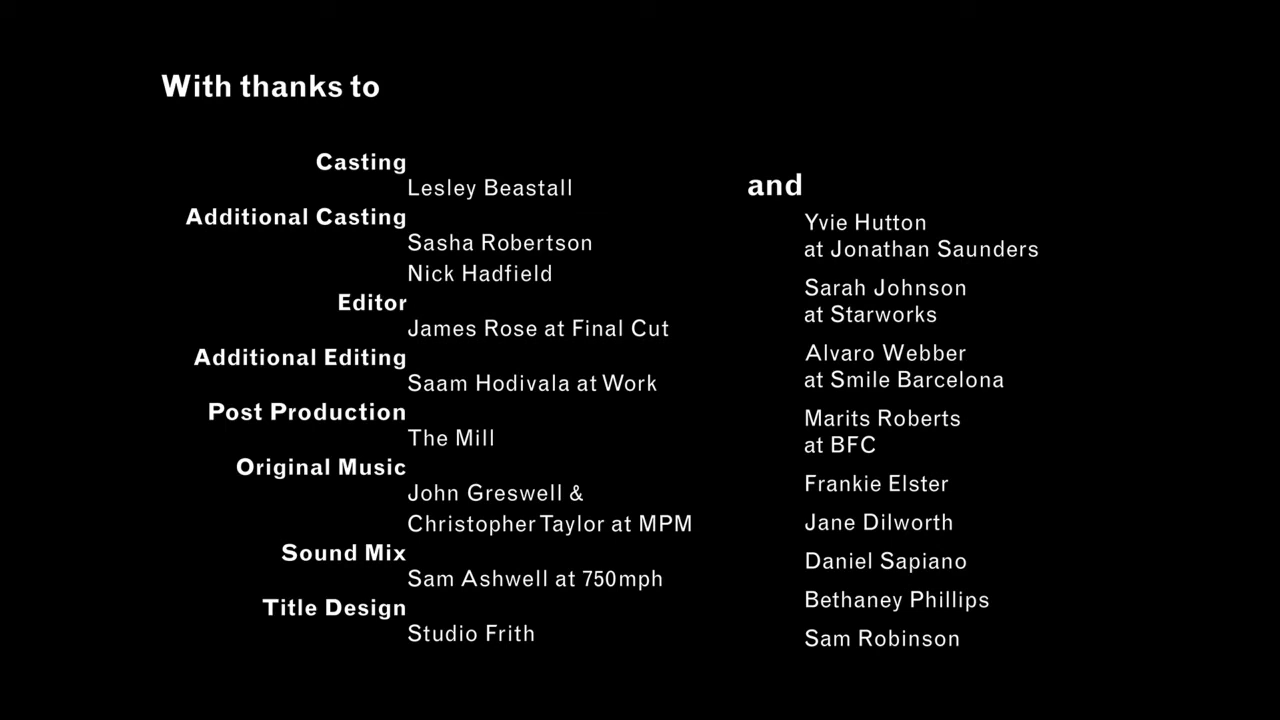 With thanks to
Casting
Lesley Beastall
Additional Casting
Sasha Robertson
Nick Hadfield
Editor
James Rose at Final Cut
Additional Editing
Saam Hodivala at Work
Post Production
The Mill
Original Music
John Greswell &
Christopher Taylor at MPM
Sound Mix
Sam Ashwell at 750mph
Title Design
Studio Frith
and
Yvie Hutton
at Jonathan Saunders
Sarah Johnson
at Starworks
Alvaro Webber
at Smile Barcelona
Marits Roberts
at BFC
Frankie Elster
Jane Dilworth
Daniel Sapiano
Bethaney Phillips
Sam Robinson